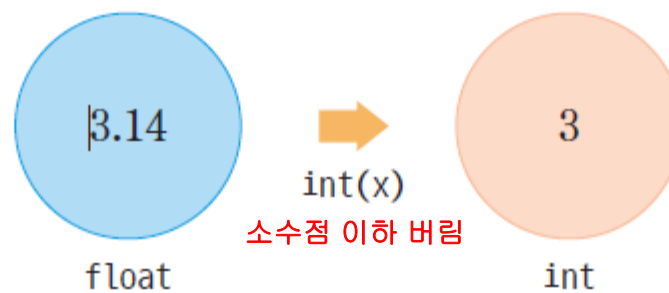 3.14
3
int(x)
소수점 이하 버림
float
int